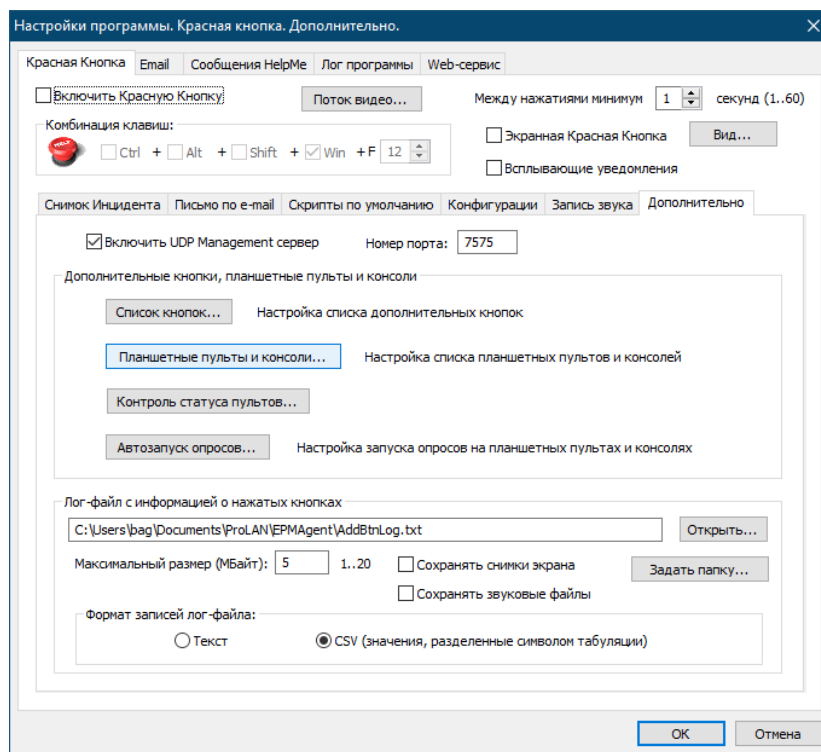 Настройки программы. Красная кнопка. Дополнительно.
Красная Кнопка Email Сообщения HelpMe Лог программы Web-сервис
Включить Красную Кнопку Поток видео... Между нажатиями минимум 1 секунд (1..60)
Комбинация клавиш:
Ctrl + Alt + Shift + Win + F 12
Экранная Красная Кнопка Вид...
Всплывающие уведомления
Снимок Инцидента Письмо по e-mail Скрипты по умолчанию Конфигурации Запись звука Дополнительно
Включить UDP Management сервер Номер порта: 7575
Дополнительные кнопки, планшетные пульты и консоли
Список кнопок... Настройка списка дополнительных кнопок
Планшетные пульты и консоли... Настройка списка планшетных пультов и консолей
Контроль статуса пультов...
Автозапуск опросов... Настройка запуска опросов на планшетных пультах и консолях
Лог-файл с информацией о нажатых кнопках
C:\Users\bag\Documents\ProLAN\EPMAgent\AddBtnLog.txt Открыть...
Максимальный размер (МБайт): 5 1..20 Сохранять снимки экрана Задать папку...
Сохранять звуковые файлы
Формат записей лог-файла:
Текст CSV (значения, разделенные символом табуляции)
OK Отмена